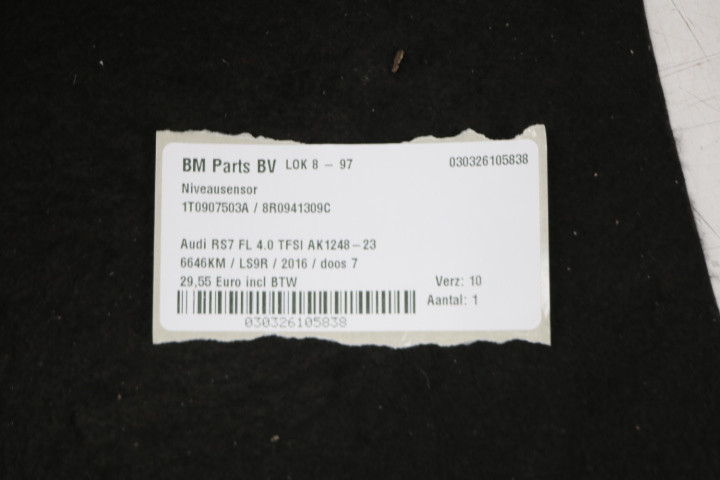 BM Parts BV LOK 8 – 97 030326105838
Niveausensor
1T0907503A / 8R0941309C
Audi RS7 FL 4.0 TFSI AK1248–23
6646KM / LS9R / 2016 / doos 7
29,55 Euro incl BTW Verz: 10
Aantal: 1
030326105838